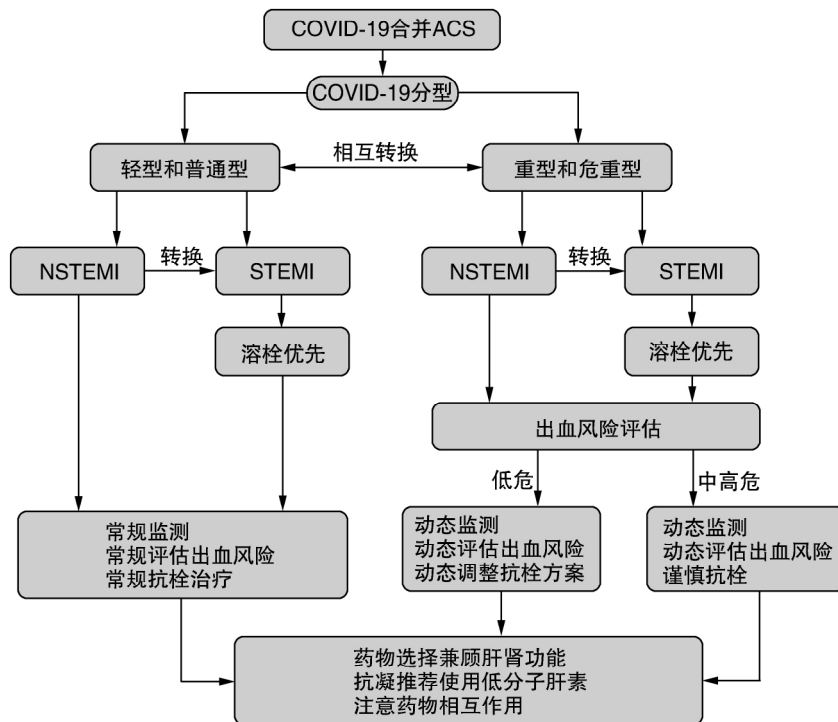 COVID-19合并ACS
COVID-19分型
轻型和普通型
相互转换
重型和危重型
NSTEMI
转换
STEMI
NSTEMI
转换
STEMI
溶栓优先
溶栓优先
出血风险评估
低危
中高危
常规监测
常规评估出血风险
常规抗栓治疗
动态监测
动态评估出血风险
动态调整抗栓方案
动态监测
动态评估出血风险
谨慎抗栓
药物选择兼顾肝肾功能
抗凝推荐使用低分子肝素
注意药物相互作用